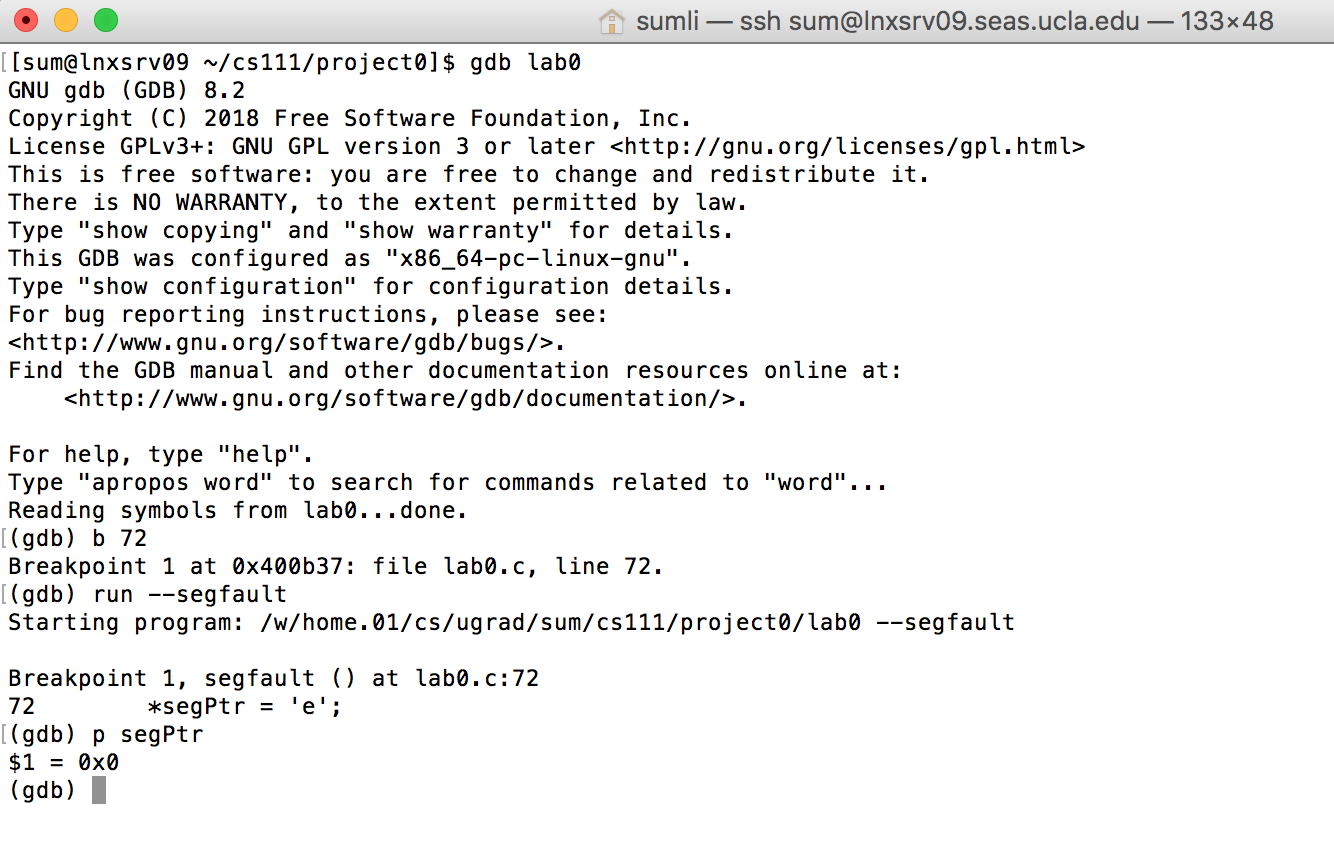 sumli — ssh sum@lnxsrv09.seas.ucla.edu — 133×48
[[sum@lnxsrv09 ~/cs111/project0]$ gdb lab0
GNU gdb (GDB) 8.2
Copyright (C) 2018 Free Software Foundation, Inc.
License GPLv3+: GNU GPL version 3 or later <http://gnu.org/licenses/gpl.html>
This is free software: you are free to change and redistribute it.
There is NO WARRANTY, to the extent permitted by law.
Type "show copying" and "show warranty" for details.
This GDB was configured as "x86_64-pc-linux-gnu".
Type "show configuration" for configuration details.
For bug reporting instructions, please see:
<http://www.gnu.org/software/gdb/bugs/>.
Find the GDB manual and other documentation resources online at:
    <http://www.gnu.org/software/gdb/documentation/>.

For help, type "help".
Type "apropos word" to search for commands related to "word"...
Reading symbols from lab0...done.
[(gdb) b 72
Breakpoint 1 at 0x400b37: file lab0.c, line 72.
[(gdb) run --segfault
Starting program: /w/home.01/cs/ugrad/sum/cs111/project0/lab0 --segfault

Breakpoint 1, segfault () at lab0.c:72
72        *segPtr = 'e';
[(gdb) p segPtr
$1 = 0x0
(gdb)